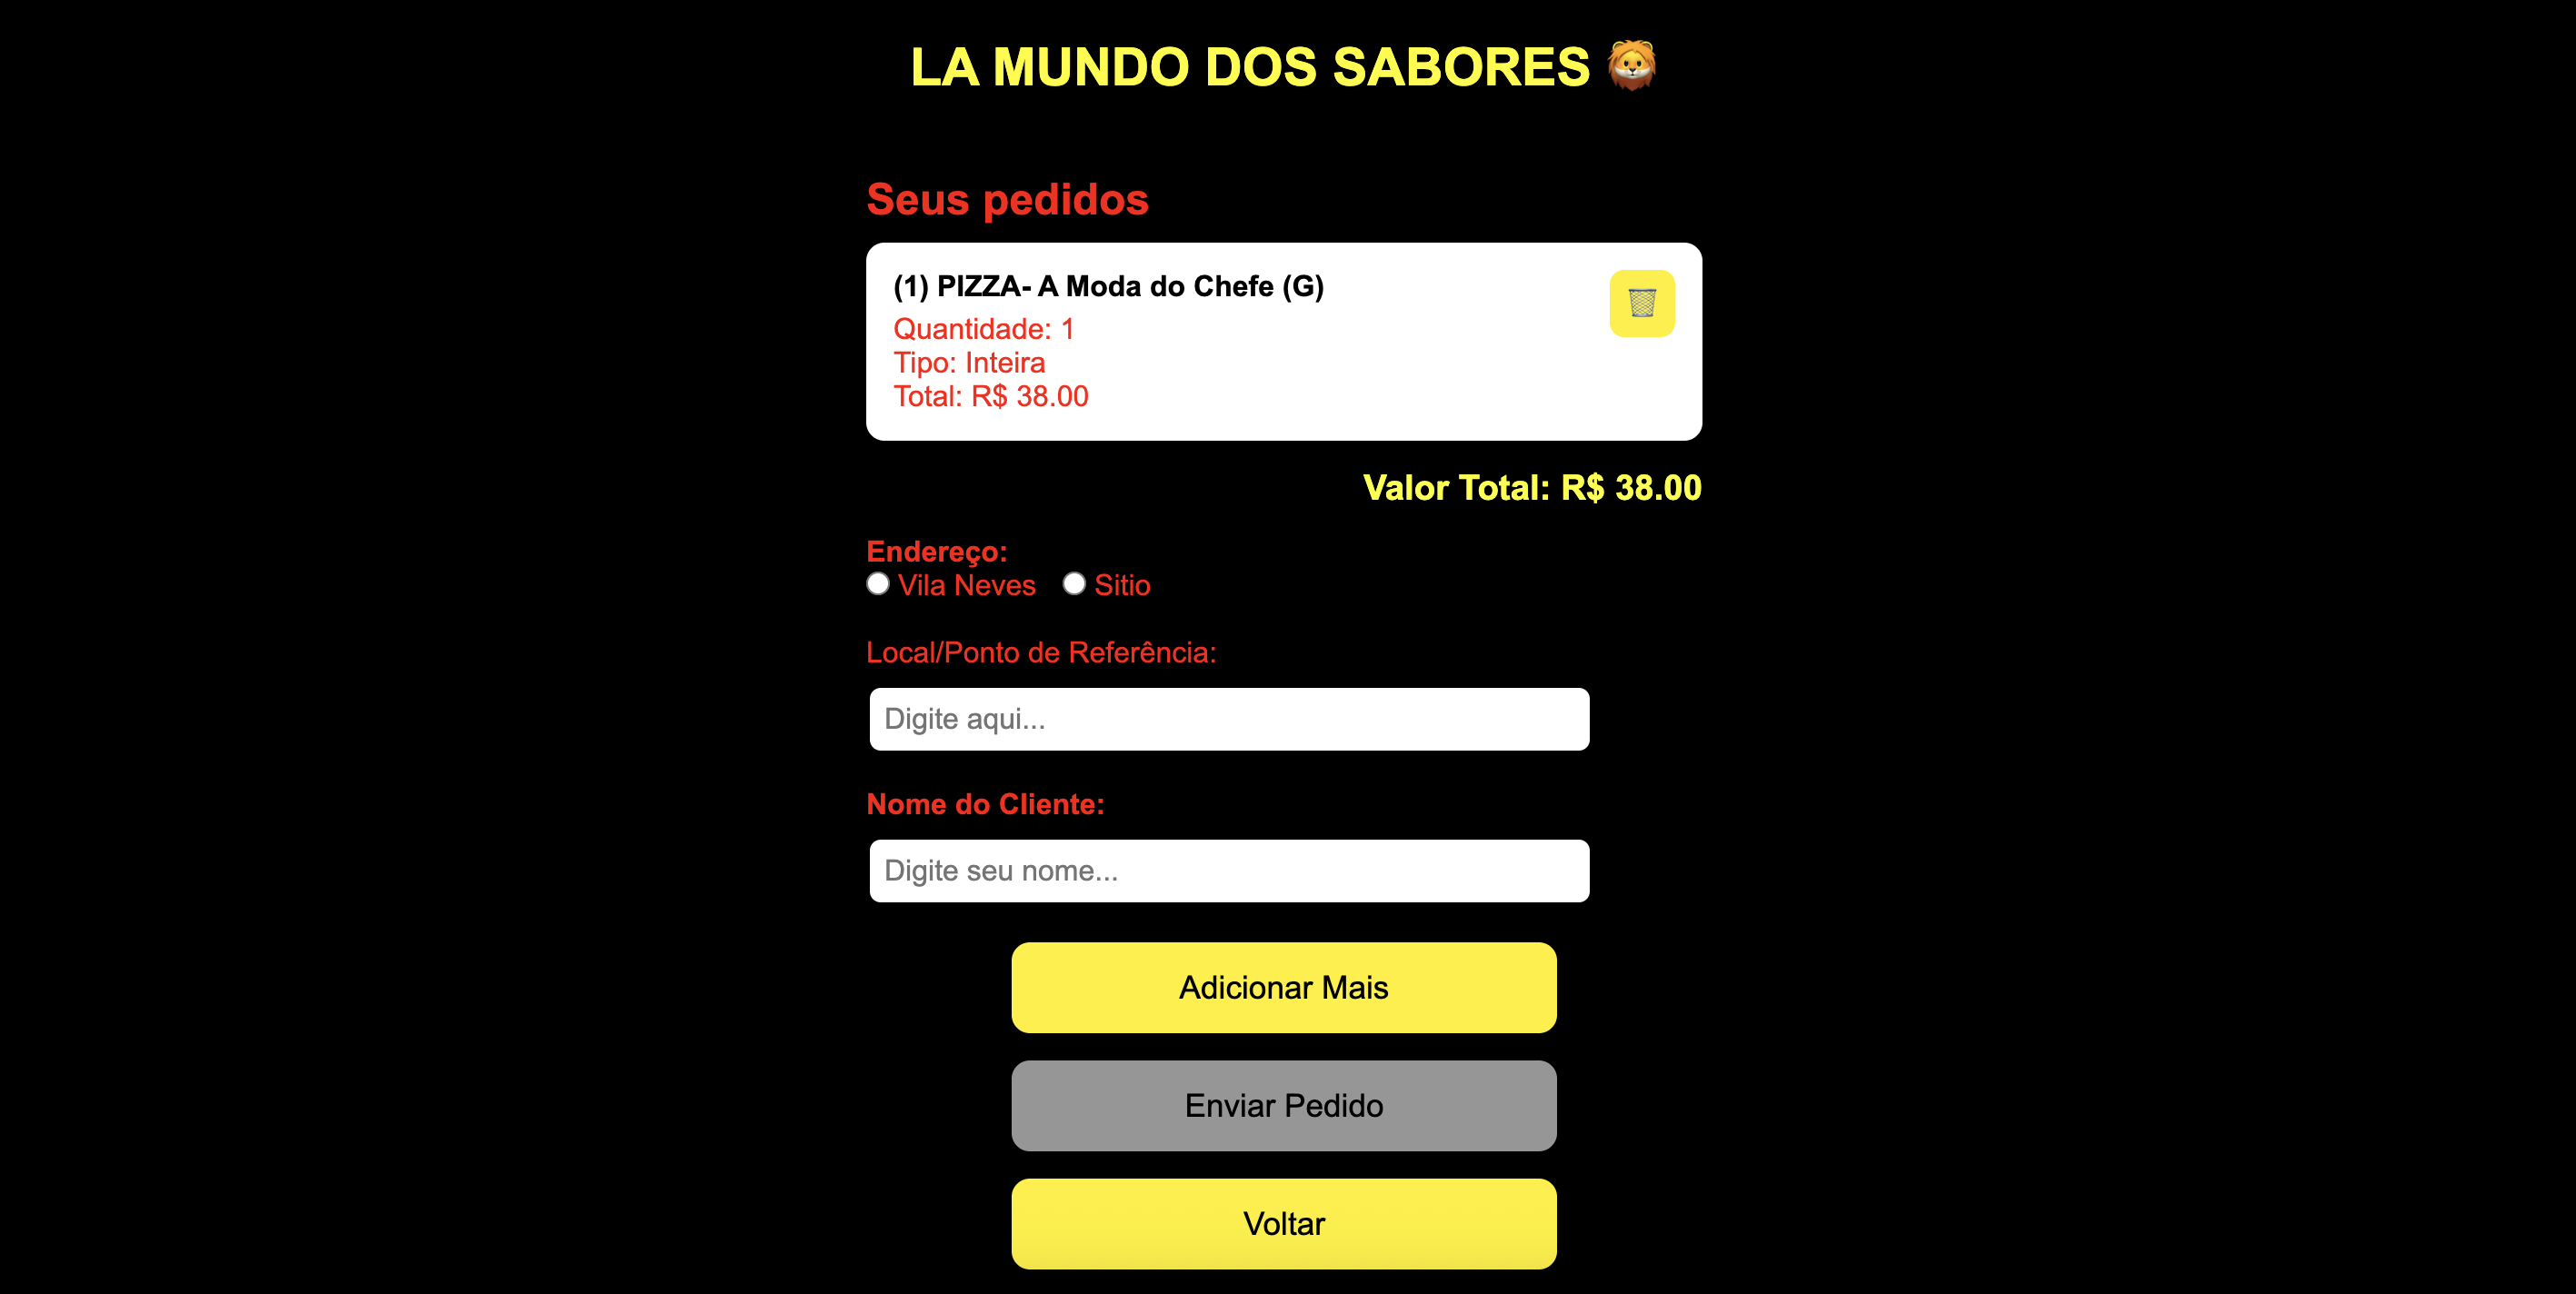 LA MUNDO DOS SABORES 🦁
Seus pedidos
(1) PIZZA- A Moda do Chefe (G)
Quantidade: 1
Tipo: Inteira
Total: R$ 38.00
Valor Total: R$ 38.00
Endereço:
Vila Neves Sitio
Local/Ponto de Referência:
Digite aqui...
Nome do Cliente:
Digite seu nome...
Adicionar Mais
Enviar Pedido
Voltar